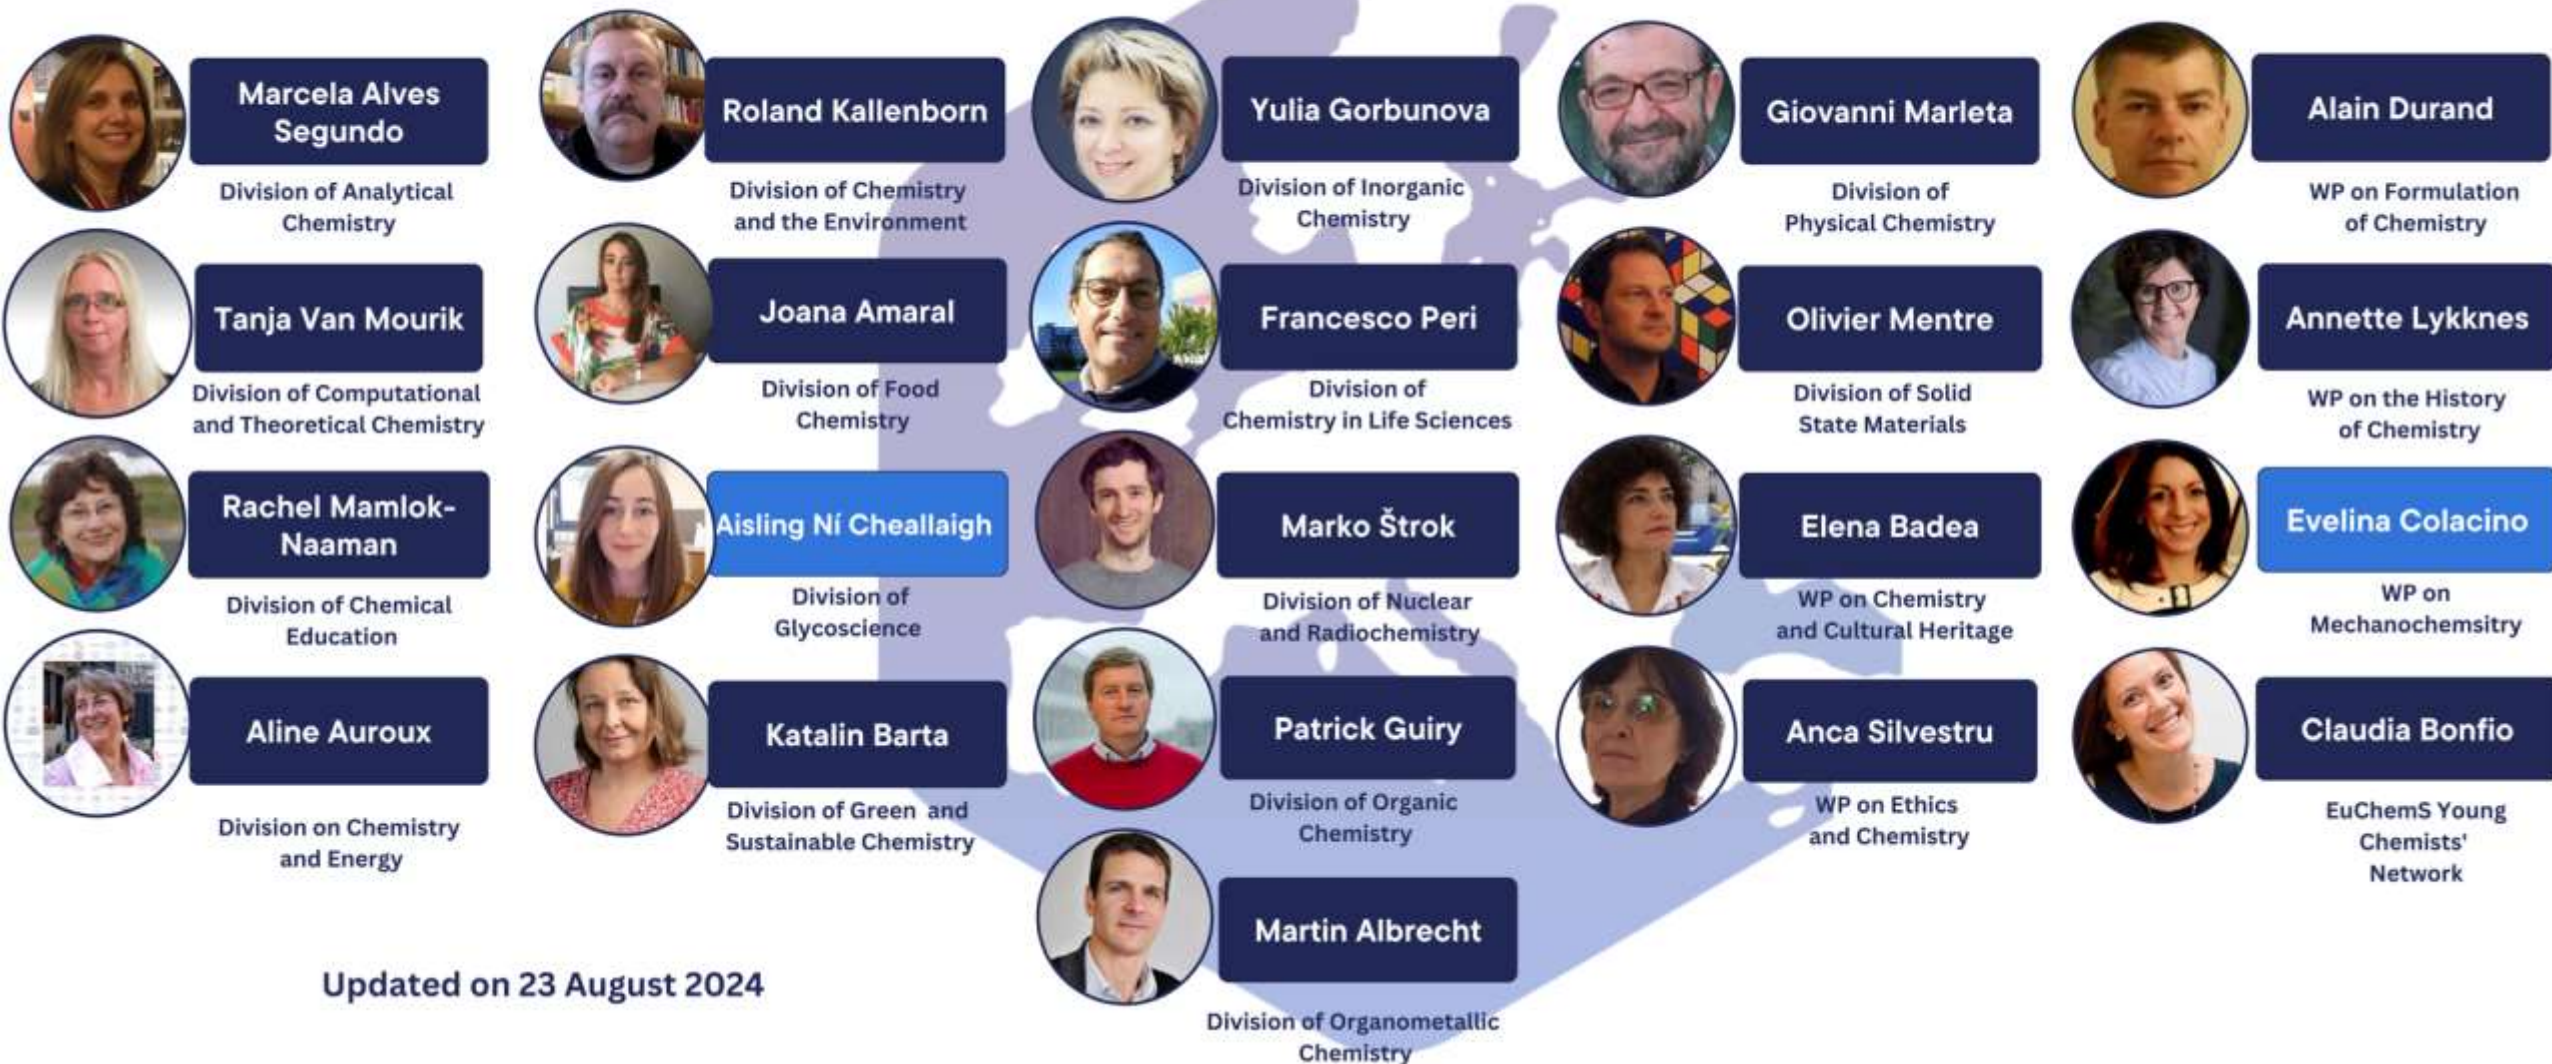 Marcela Alves
Segundo
Division of Analytical
Chemistry
Tanja Van Mourik
Division of Computational
and Theoretical Chemistry
Rachel Mamlok-
Naaman
Division of Chemical
Education
Aline Auroux
Division on Chemistry
and Energy
Roland Kallenborn
Division of Chemistry
and the Environment
Joana Amaral
Division of Food
Chemistry
Aisling Ní Cheallaigh
Division of
Glycoscience
Katalin Barta
Division of Green and
Sustainable Chemistry
Yulia Gorbunova
Division of Inorganic
Chemistry
Francesco Peri
Division of
Chemistry in Life Sciences
Marko Štrok
Division of Nuclear
and Radiochemistry
Patrick Guiry
Division of Organic
Chemistry
Martin Albrecht
Division of Organometallic
Chemistry
Giovanni Marleta
Division of
Physical Chemistry
Olivier Mentre
Division of Solid
State Materials
Elena Badea
WP on Chemistry
and Cultural Heritage
Anca Silvestru
WP on Ethics
and Chemistry
Alain Durand
WP on Formulation
of Chemistry
Annette Lykknes
WP on the History
of Chemistry
Evelina Colacino
WP on
Mechanochemsitry
Claudia Bonfio
EuChemS Young
Chemists'
Network
Updated on 23 August 2024